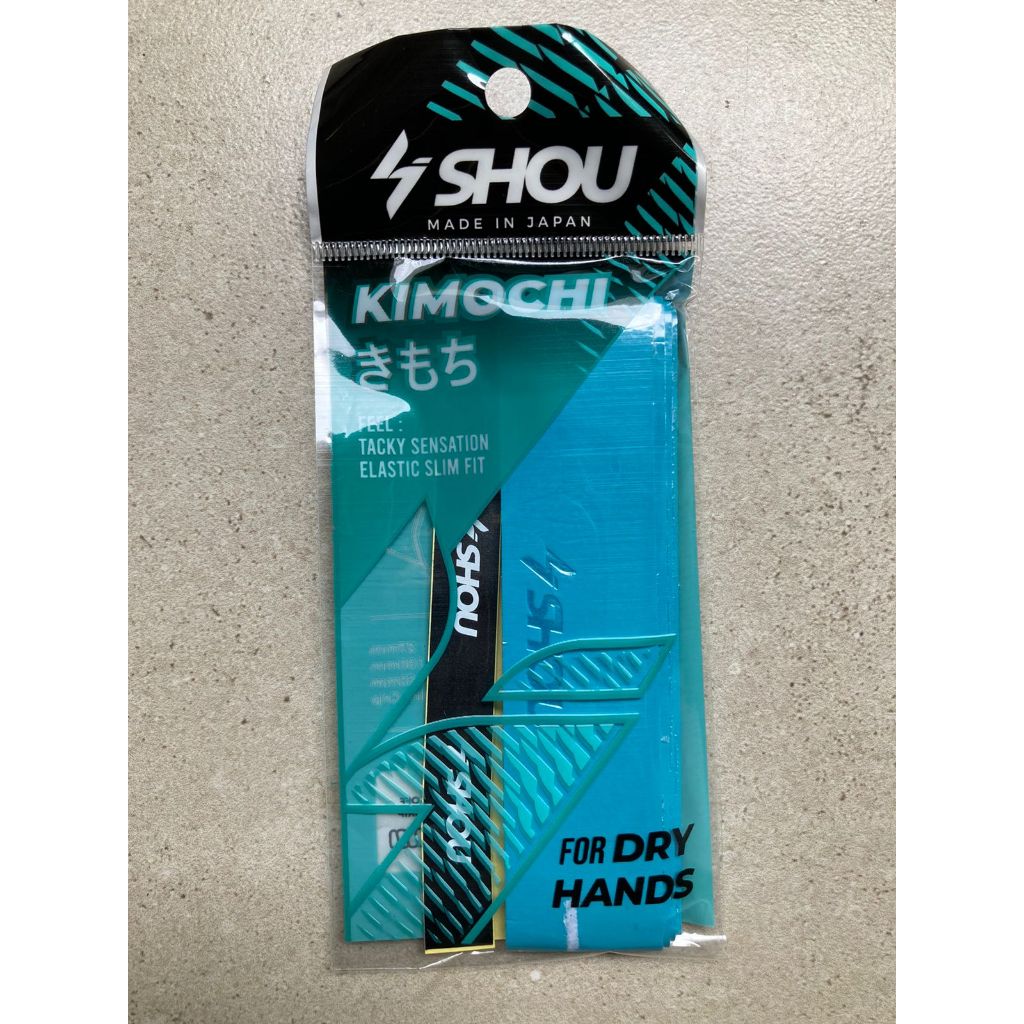 SHOU
MADE IN JAPAN
KIMOCHI
きもち
FEEL :
TACKY SENSATION
ELASTIC SLIM FIT
SHOU
SHOU
SHOU
FOR DRY
HANDS